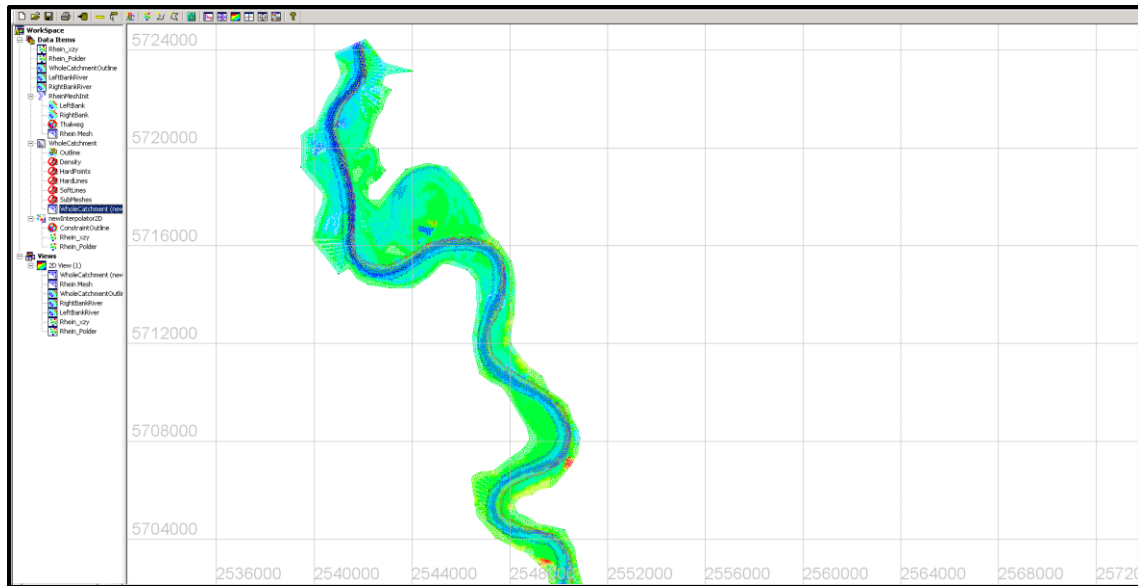 WorkSpace
Data Items
Rhein_xzy
Rhein_Polder
WholeCatchmentOutline
LeftBankRiver
RightBankRiver
RheinMeshInit
LeftBank
RightBank
Thalweg
Rhein Mesh
WholeCatchment
Outline
Density
HardPoints
HardLines
SoftLines
SubMeshes
WholeCatchment (new
newInterpolator2D
ConstraintOutline
Rhein_xzy
Rhein_Polder
Views
2D View (1)
WholeCatchment (new
Rhein Mesh
WholeCatchmentOutlin
RightBankRiver
LeftBankRiver
Rhein_xzy
Rhein_Polder
5724000
5720000
5716000
5712000
5708000
5704000
2536000 2540000 2544000 2548000 2552000 2556000 2560000 2564000 2568000 25720